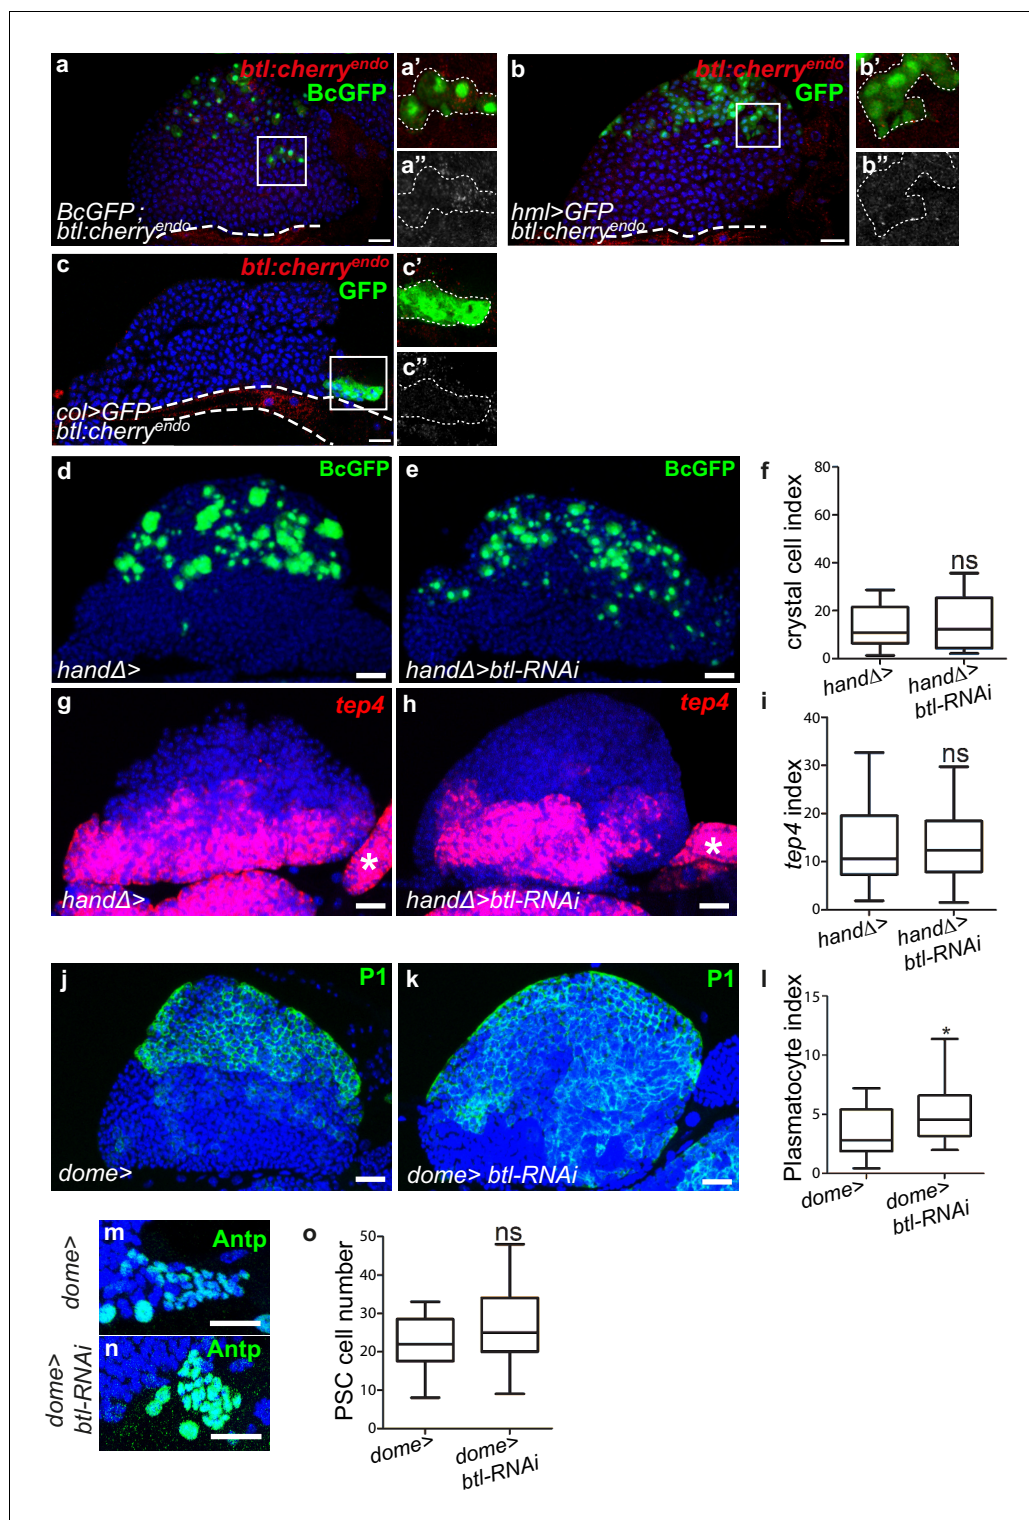 a
btl:cherryendo
BcGFP
BcGFP ;
btl:cherryendo
a'
a"
b
btl:cherryendo
GFP
hml>GFP
btl:cherryendo
b'
b"
c
btl:cherryendo
GFP
col>GFP
btl:cherryendo
c'
c"
d
BcGFP
handΔ>
e
BcGFP
handΔ>btl-RNAi
f
crystal cell index
80
60
40
20
0
ns
handΔ>
handΔ>
btl-RNAi
g
tep4
*
handΔ>
h
tep4
*
handΔ>btl-RNAi
i
tep4 index
40
30
20
10
0
ns
handΔ>
handΔ>
btl-RNAi
j
P1
dome>
k
P1
dome> btl-RNAi
l
Plasmatocyte index
15
10
5
0
*
dome>
dome>
btl-RNAi
dome>
m
Antp
dome>
btl-RNAi
n
Antp
o
PSC cell number
50
40
30
20
10
0
ns
dome>
dome>
btl-RNAi